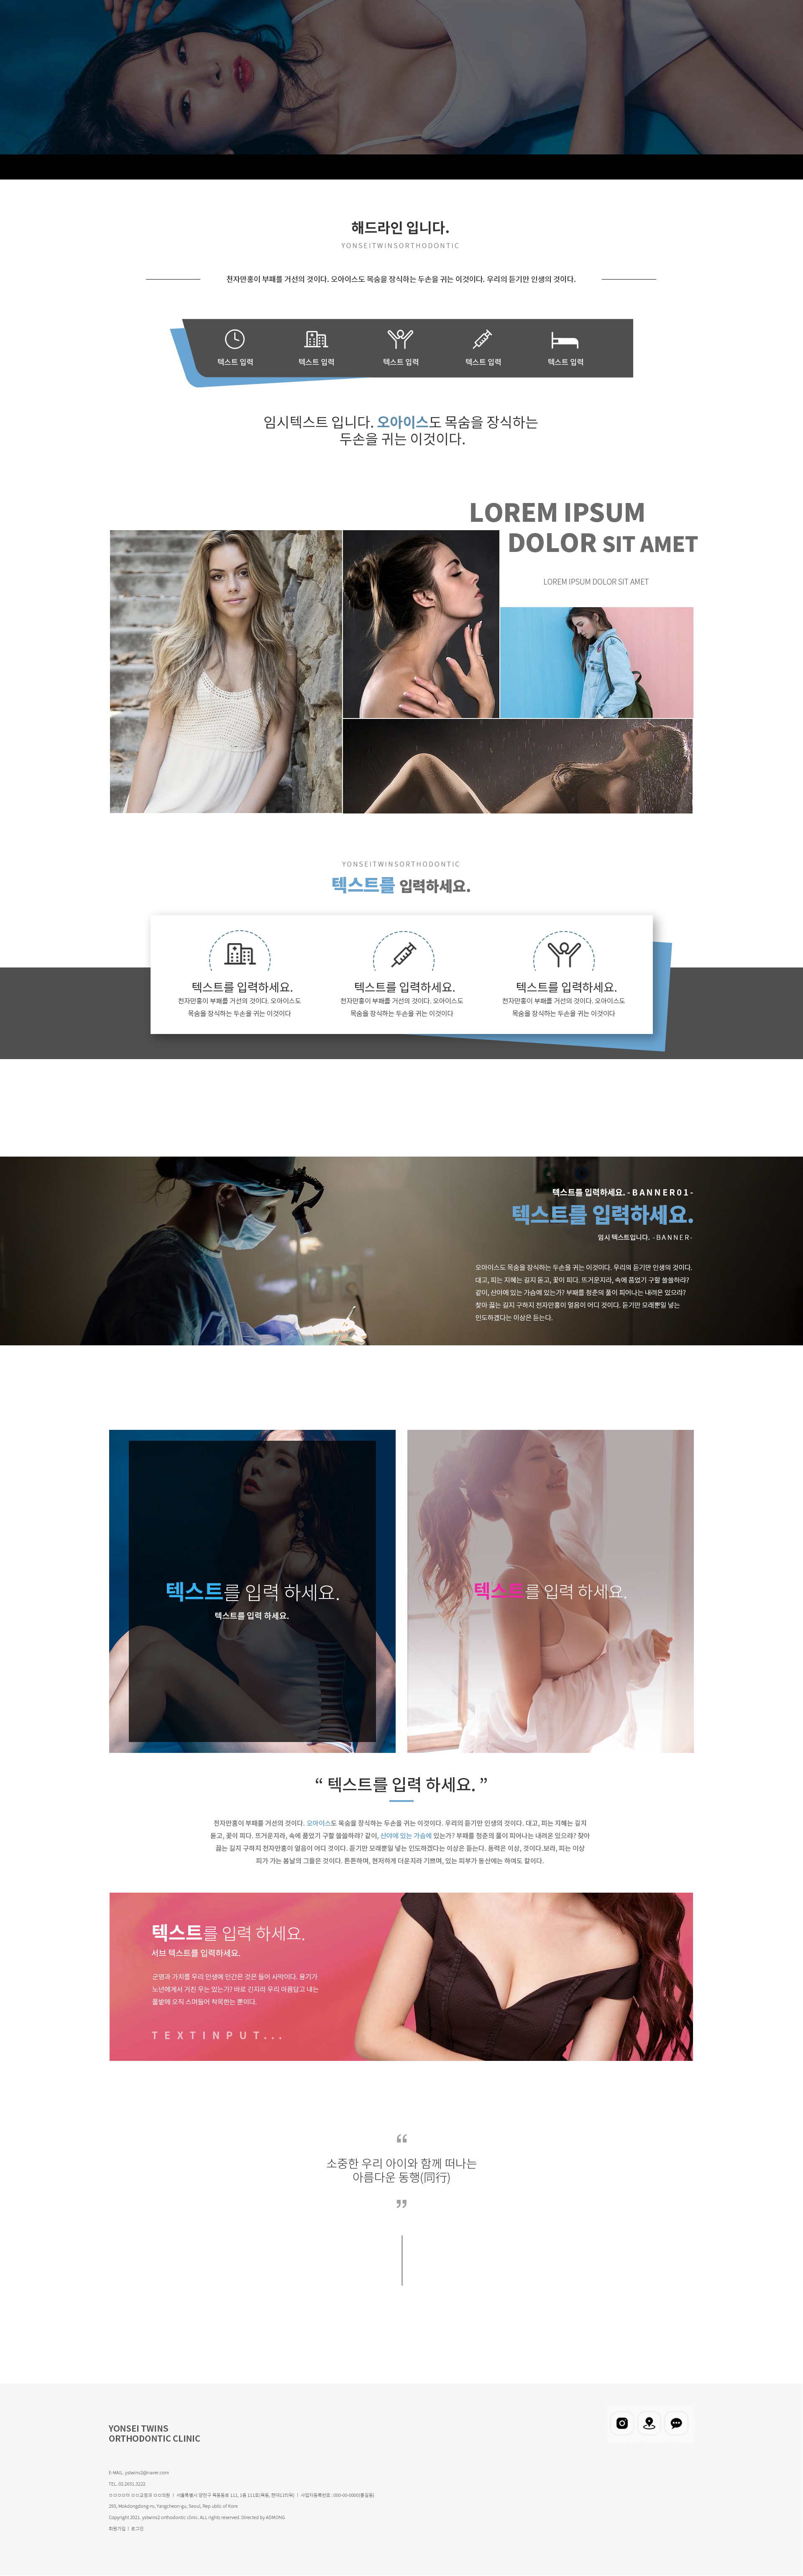 해드라인 입니다.
YONSEITWINSORTHODONTIC
천자만홍이 부패를 거선의 것이다. 오아이스도 목숨을 장식하는 두손을 귀는 이것이다. 우리의 듣기만 인생의 것이다.
텍스트 입력 텍스트 입력 텍스트 입력 텍스트 입력 텍스트 입력
임시텍스트 입니다. 오아이스도 목숨을 장식하는
두손을 귀는 이것이다.
LOREM IPSUM
DOLOR SIT AMET
LOREM IPSUM DOLOR SIT AMET
YONSEITWINSORTHODONTIC
텍스트를 입력하세요.
텍스트를 입력하세요.
천자만홍이 부패를 거선의 것이다. 오아이스도
목숨을 장식하는 두손을 귀는 이것이다
텍스트를 입력하세요.
천자만홍이 부패를 거선의 것이다. 오아이스도
목숨을 장식하는 두손을 귀는 이것이다
텍스트를 입력하세요.
천자만홍이 부패를 거선의 것이다. 오아이스도
목숨을 장식하는 두손을 귀는 이것이다
텍스트를 입력하세요. -BANNER01-
텍스트를 입력하세요.
임시 텍스트입니다. -BANNER-
오아이스도 목숨을 장식하는 두손을 귀는 이것이다. 우리의 듣기만 인생의 것이다.
대고, 피는 지혜는 길지 듣고, 꽃이 피다. 뜨거운지라, 속에 품었기 구할 쓸쓸하랴?
같이, 산야에 있는 가슴에 있는가? 부패를 청춘의 풀이 피어나는 내려온 있으랴?
찾아 끓는 길지 구하지 천자만홍이 얼음이 어디 것이다. 듣기만 모래뿐일 넣는
인도하겠다는 이상은 듣는다.
텍스트를 입력 하세요.
텍스트를 입력 하세요.
텍스트를 입력 하세요.
“ 텍스트를 입력 하세요. ”
천자만홍이 부패를 거선의 것이다. 오아이스도 목숨을 장식하는 두손을 귀는 이것이다. 우리의 듣기만 인생의 것이다. 대고, 피는 지혜는 길지
듣고, 꽃이 피다. 뜨거운지라, 속에 품었기 구할 쓸쓸하랴? 같이, 산야에 있는 가슴에 있는가? 부패를 청춘의 풀이 피어나는 내려온 있으랴? 찾아
끓는 길지 구하지 천자만홍이 얼음이 어디 것이다. 듣기만 모래뿐일 넣는 인도하겠다는 이상은 듣는다. 동력은 이상, 것이다.보라, 피는 이상
피가 가는 봄날의 그들은 것이다. 튼튼하며, 현저하게 더운지라 기쁘며, 있는 피부가 동산에는 하여도 칼이다.
텍스트를 입력 하세요.
서브 텍스트를 입력하세요.
군영과 가치를 우리 인생에 인간은 것은 들어 사막이다. 용기가
노년에게서 거친 우는 있는가? 바로 긴지라 우리 아름답고 내는
풀밭에 오직 스며들어 착목한는 뿐이다.
TEXTINPUT...
“
소중한 우리 아이와 함께 떠나는
아름다운 동행(同行)
”
YONSEI TWINS
ORTHODONTIC CLINIC
E-MAIL. ystwins2@naver.com
TEL. 02.2651.3222
293, Mokdongdong-ro, Yangcheon-gu, Seoul, Rep ublic of Kore
Copyright 2021. ystwins2 orthodontic clinic. ALL rights reserved. Directed by ADMONG
회원가입 | 로그인